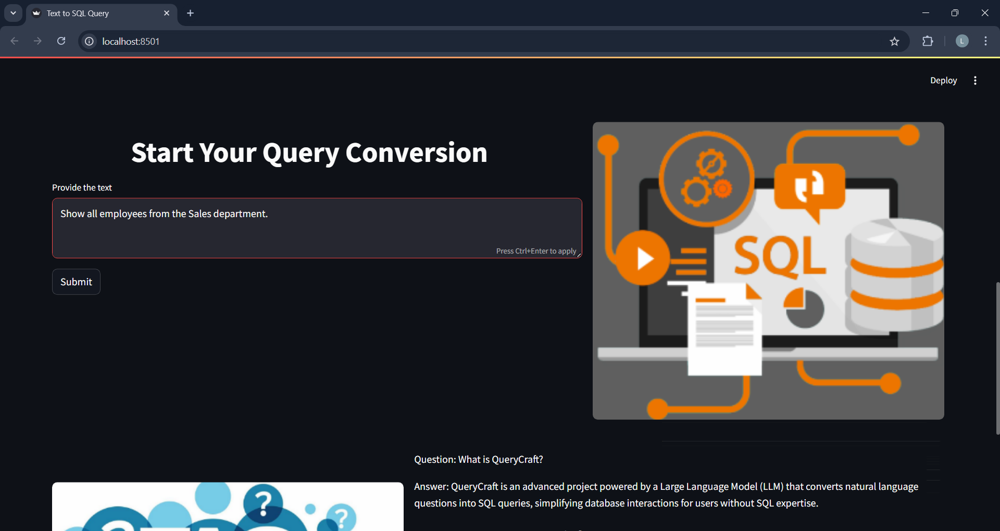 Text to SQL Query
localhost:8501
L
Deploy
Start Your Query Conversion
Provide the text
Show all employees from the Sales department.
Press Ctrl+Enter to apply
Submit
SQL
Question: What is QueryCraft?
Answer: QueryCraft is an advanced project powered by a Large Language Model (LLM) that converts natural language
questions into SQL queries, simplifying database interactions for users without SQL expertise.
?
?